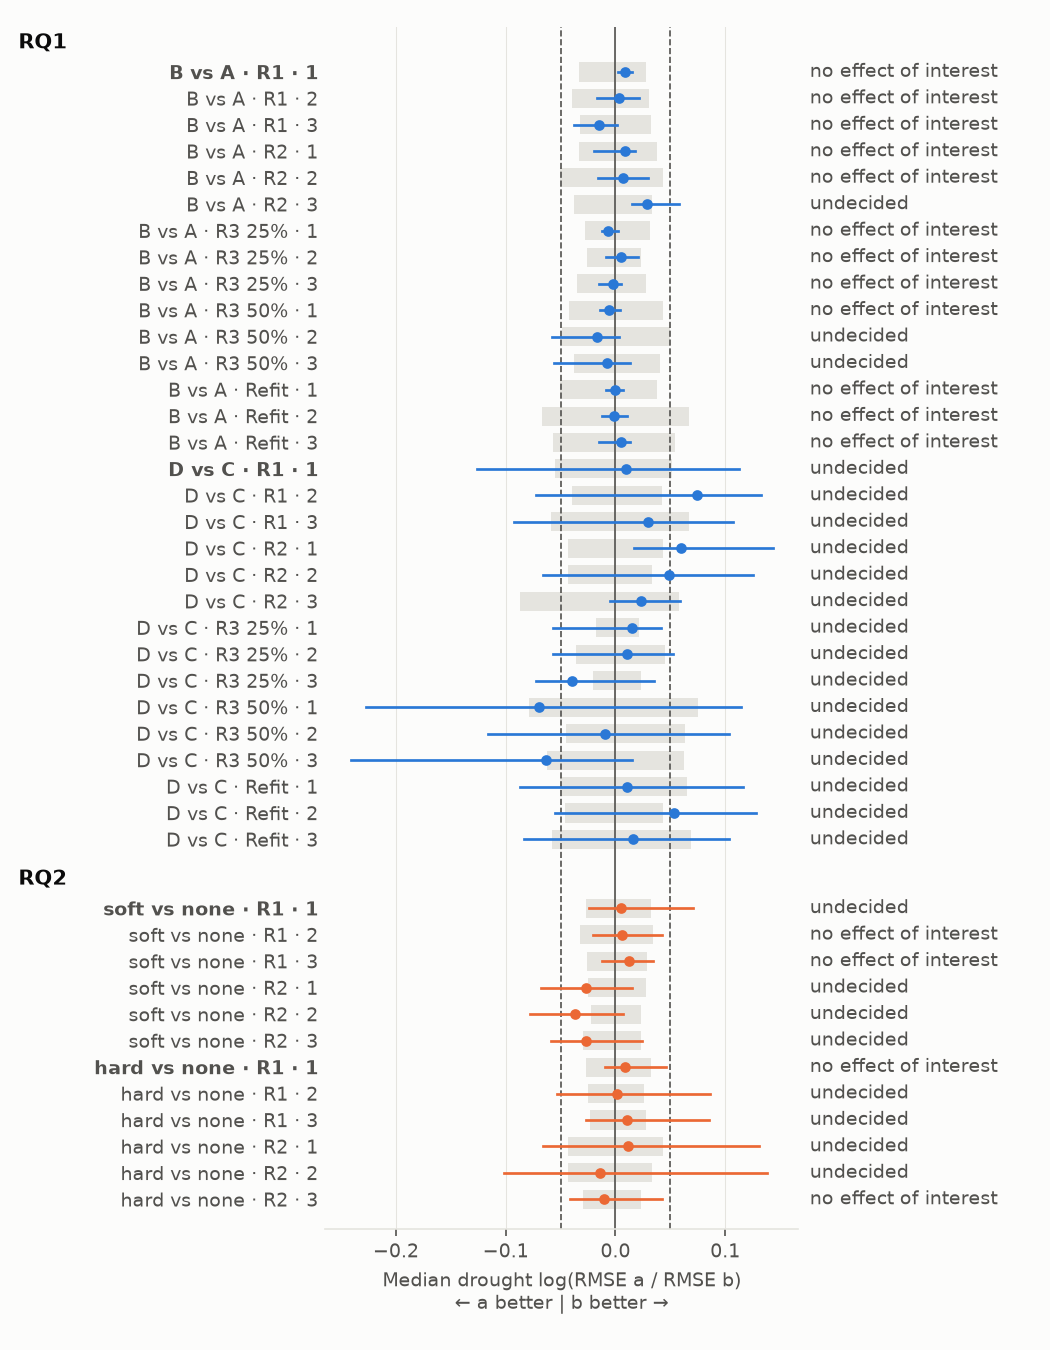 RQ1
B vs A · R1 · 1 no effect of interest
B vs A · R1 · 2 no effect of interest
B vs A · R1 · 3 no effect of interest
B vs A · R2 · 1 no effect of interest
B vs A · R2 · 2 no effect of interest
B vs A · R2 · 3 undecided
B vs A · R3 25% · 1 no effect of interest
B vs A · R3 25% · 2 no effect of interest
B vs A · R3 25% · 3 no effect of interest
B vs A · R3 50% · 1 no effect of interest
B vs A · R3 50% · 2 undecided
B vs A · R3 50% · 3 undecided
B vs A · Refit · 1 no effect of interest
B vs A · Refit · 2 no effect of interest
B vs A · Refit · 3 no effect of interest
D vs C · R1 · 1 undecided
D vs C · R1 · 2 undecided
D vs C · R1 · 3 undecided
D vs C · R2 · 1 undecided
D vs C · R2 · 2 undecided
D vs C · R2 · 3 undecided
D vs C · R3 25% · 1 undecided
D vs C · R3 25% · 2 undecided
D vs C · R3 25% · 3 undecided
D vs C · R3 50% · 1 undecided
D vs C · R3 50% · 2 undecided
D vs C · R3 50% · 3 undecided
D vs C · Refit · 1 undecided
D vs C · Refit · 2 undecided
D vs C · Refit · 3 undecided
RQ2
soft vs none · R1 · 1 undecided
soft vs none · R1 · 2 no effect of interest
soft vs none · R1 · 3 no effect of interest
soft vs none · R2 · 1 undecided
soft vs none · R2 · 2 undecided
soft vs none · R2 · 3 undecided
hard vs none · R1 · 1 no effect of interest
hard vs none · R1 · 2 undecided
hard vs none · R1 · 3 undecided
hard vs none · R2 · 1 undecided
hard vs none · R2 · 2 undecided
hard vs none · R2 · 3 no effect of interest
−0.2 −0.1 0.0 0.1
Median drought log(RMSE a / RMSE b)
← a better | b better →